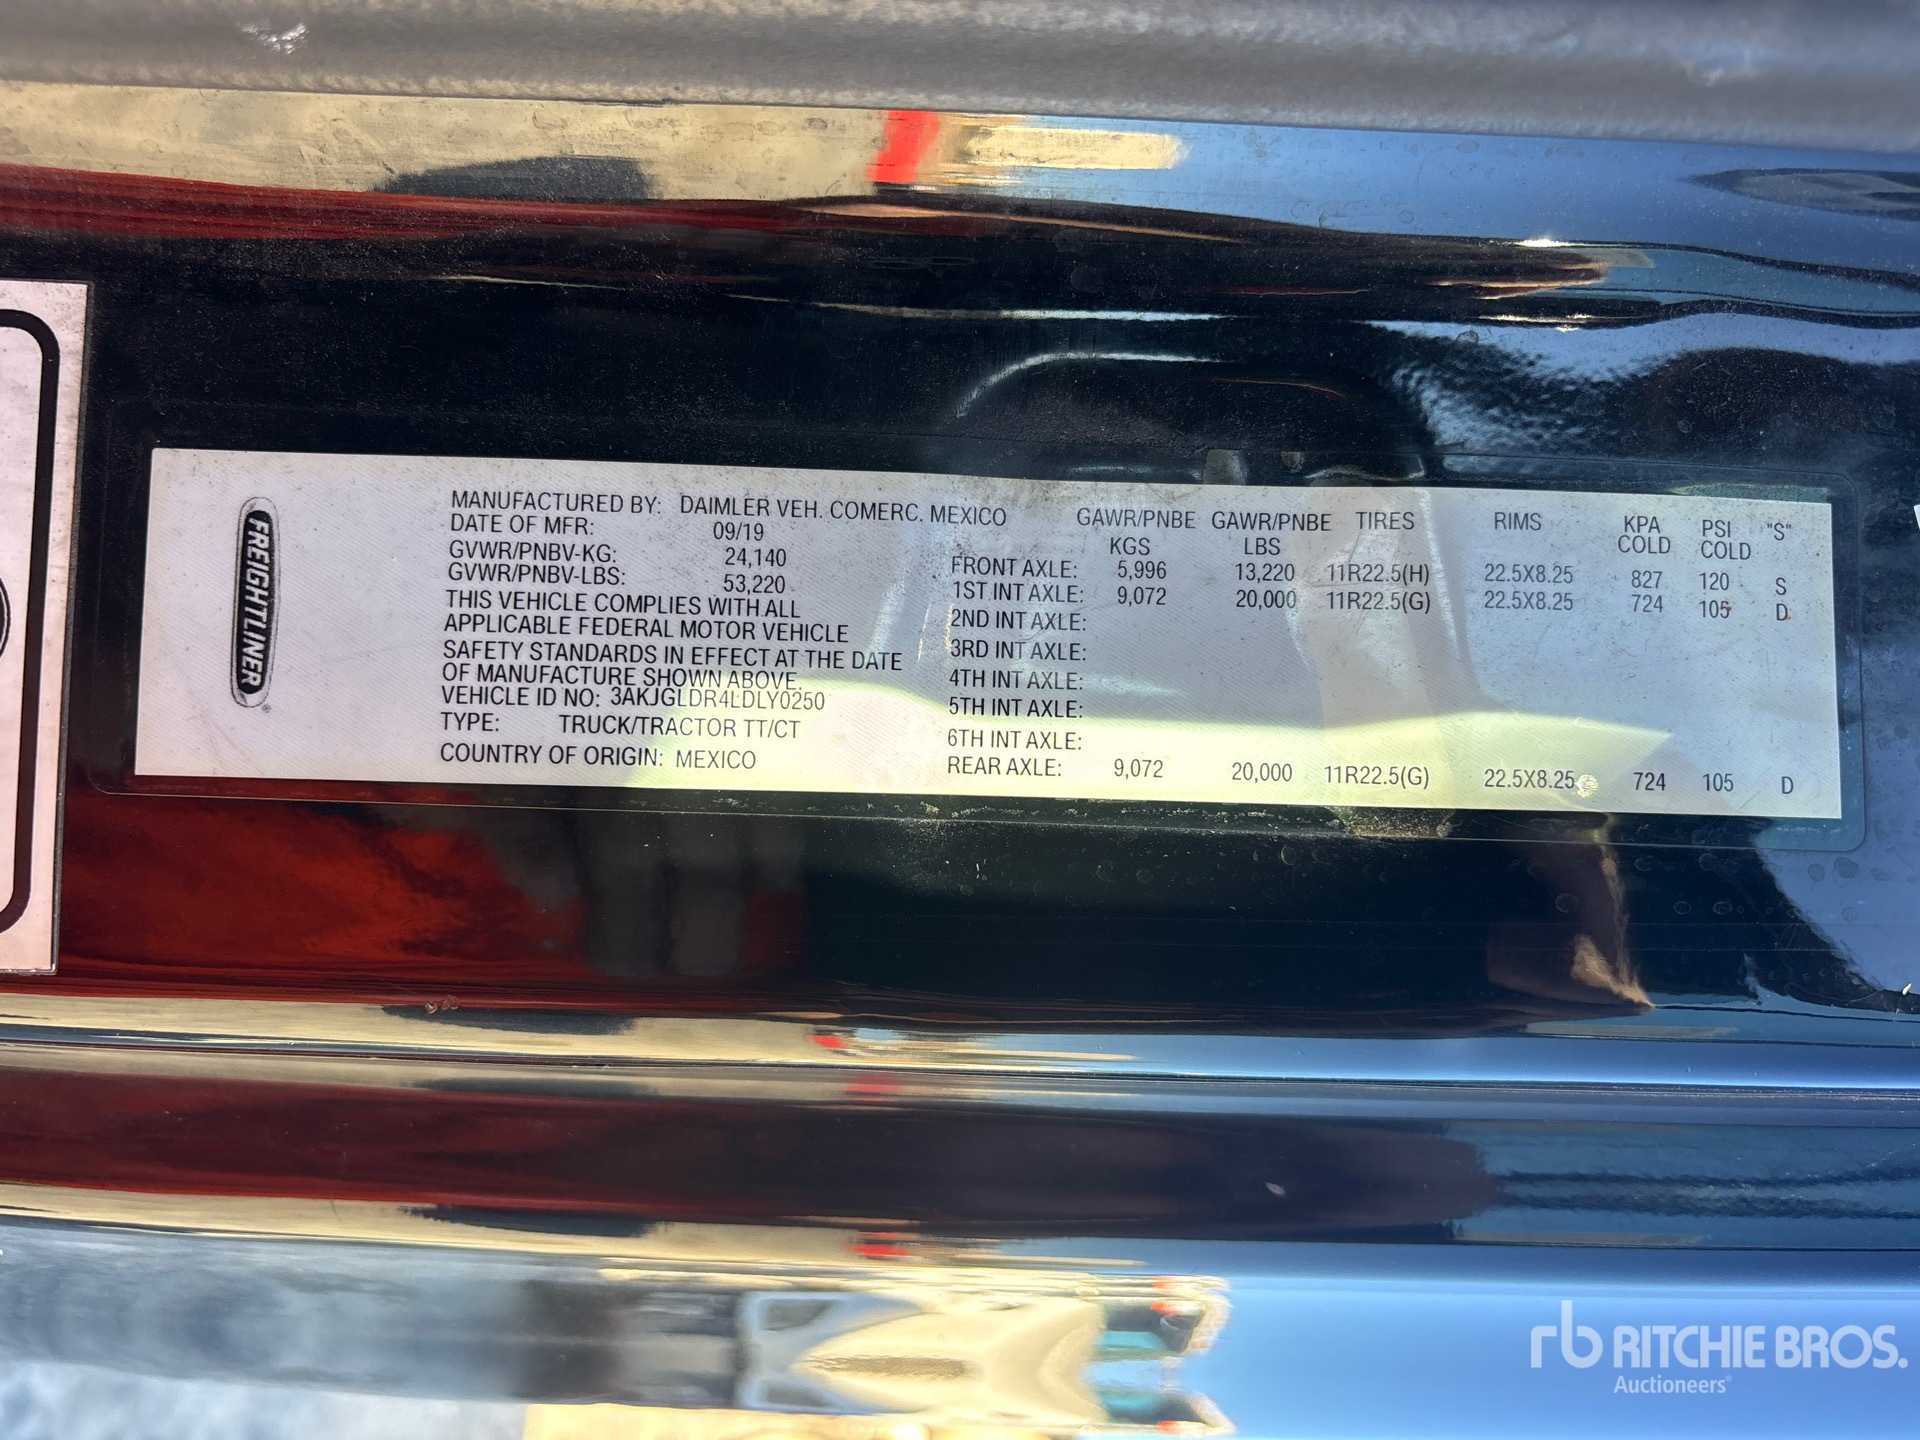 FREIGHTLINER
®
MANUFACTURED BY: DAIMLER VEH. COMERC. MEXICO
DATE OF MFR: 09/19
GVWR/PNBV-KG: 24,140
GVWR/PNBV-LBS: 53,220
THIS VEHICLE COMPLIES WITH ALL
APPLICABLE FEDERAL MOTOR VEHICLE
SAFETY STANDARDS IN EFFECT AT THE DATE
OF MANUFACTURE SHOWN ABOVE.
VEHICLE ID NO: 3AKJGLDR4LDLY0250
TYPE: TRUCK/TRACTOR TT/CT
COUNTRY OF ORIGIN: MEXICO
GAWR/PNBE GAWR/PNBE TIRES RIMS KPA PSI "S"
KGS LBS COLD COLD
FRONT AXLE: 5,996 13,220 11R22.5(H) 22.5X8.25 827 120 S
1ST INT AXLE: 9,072 20,000 11R22.5(G) 22.5X8.25 724 105 D
2ND INT AXLE:
3RD INT AXLE:
4TH INT AXLE:
5TH INT AXLE:
6TH INT AXLE:
REAR AXLE: 9,072 20,000 11R22.5(G) 22.5X8.25 724 105 D
rb RITCHIE BROS.
Auctioneers®